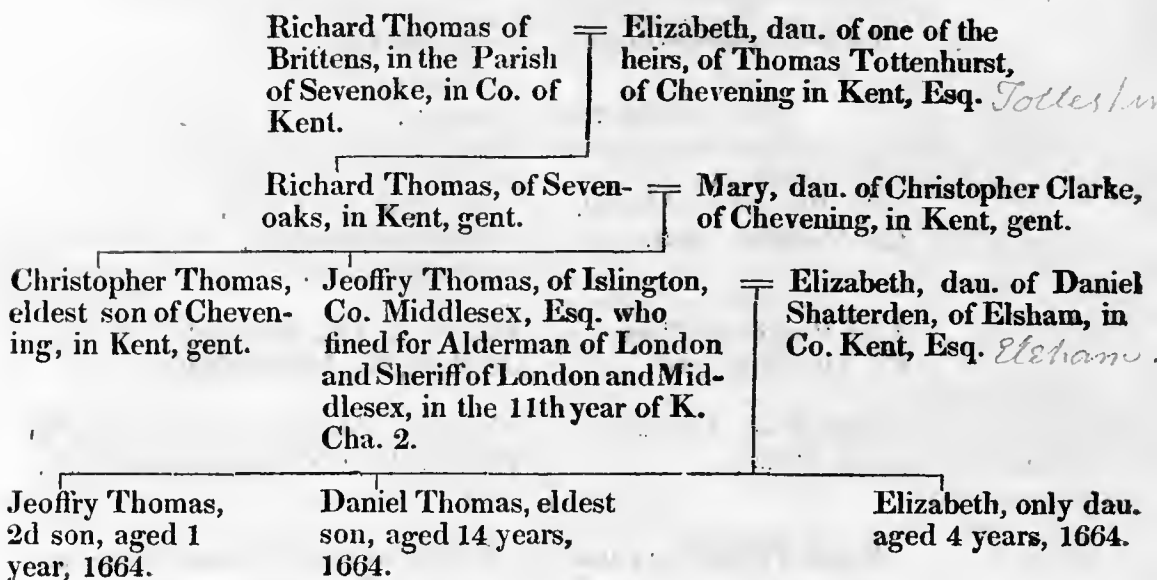 Richard Thomas of
Brittens, in the Parish
of Sevenoke, in Co. of
Kent.
Elizabeth, dau. of one of the
heirs, of Thomas Tottenhurst,
of Chevening in Kent, Esq.
Richard Thomas, of Seven-
oaks, in Kent, gent.
Mary, dau. of Christopher Clarke,
of Chevening, in Kent, gent.
Christopher Thomas,
eldest son of Cheven-
ing, in Kent, gent.
Jeoffry Thomas, of Islington,
Co. Middlesex, Esq. who
fined for Alderman of London
and Sheriff of London and Mid-
dlesex, in the 11th year of K.
Cha. 2.
Elizabeth, dau. of Daniel
Shatterden, of Elsham, in
Co. Kent, Esq.
Jeoffry Thomas,
2d son, aged 1
year, 1664.
Daniel Thomas, eldest
son, aged 14 years,
1664.
Elizabeth, only dau.
aged 4 years, 1664.